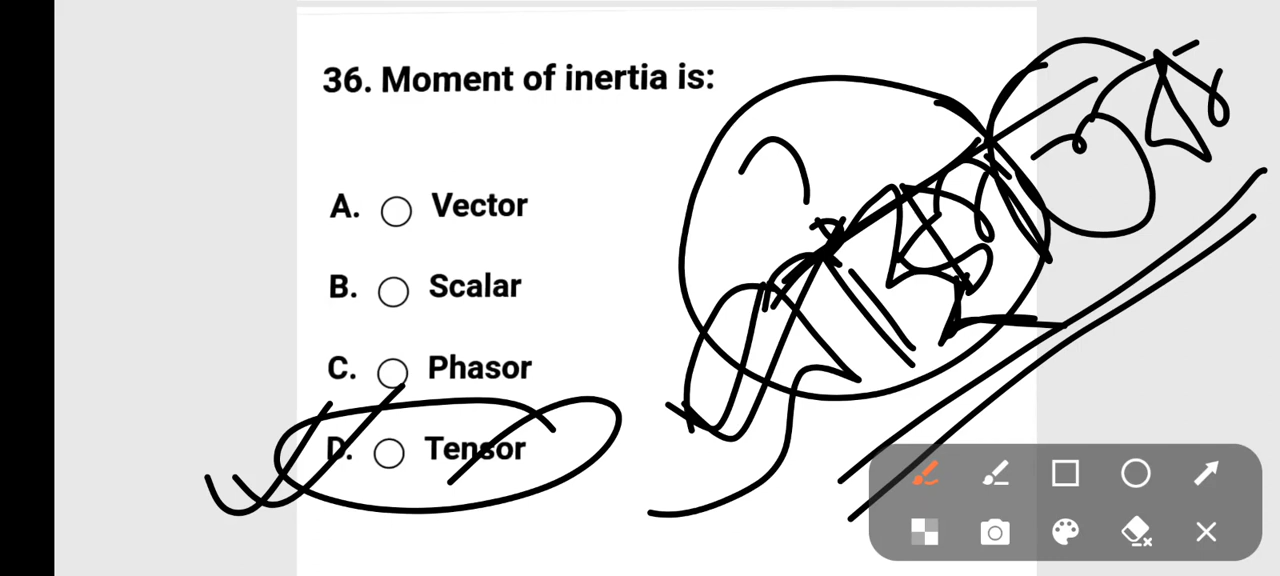 36. Moment of inertia is:
A. Vector
B. Scalar
C. Phasor
D. Tensor